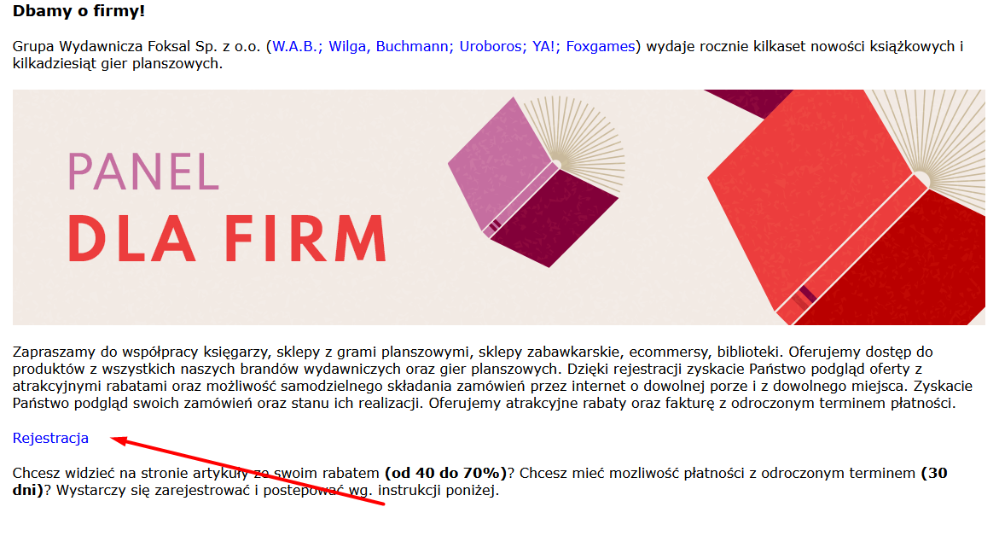 Dbamy o firmy!
Grupa Wydawnicza Foksal Sp. z o.o. (W.A.B.; Wilga, Buchmann; Uroboros; YA!; Foxgames) wydaje rocznie kilkaset nowości książkowych i
kilkadziesiąt gier planszowych.
PANEL
DLA FIRM
Zapraszamy do współpracy księgarzy, sklepy z grami planszowymi, sklepy zabawkarskie, ecommersy, biblioteki. Oferujemy dostęp do
produktów z wszystkich naszych brandów wydawniczych oraz gier planszowych. Dzięki rejestracji zyskacie Państwo podgląd oferty z
atrakcyjnymi rabatami oraz możliwość samodzielnego składania zamówień przez internet o dowolnej porze i z dowolnego miejsca. Zyskacie
Państwo podgląd swoich zamówień oraz stanu ich realizacji. Oferujemy atrakcyjne rabaty oraz fakturę z odroczonym terminem płatności.
Rejestracja
Chcesz widzieć na stronie artykuły ze swoim rabatem (od 40 do 70%)? Chcesz mieć mozliwość płatności z odroczonym terminem (30
dni)? Wystarczy się zarejestrować i postepować wg. instrukcji poniżej.